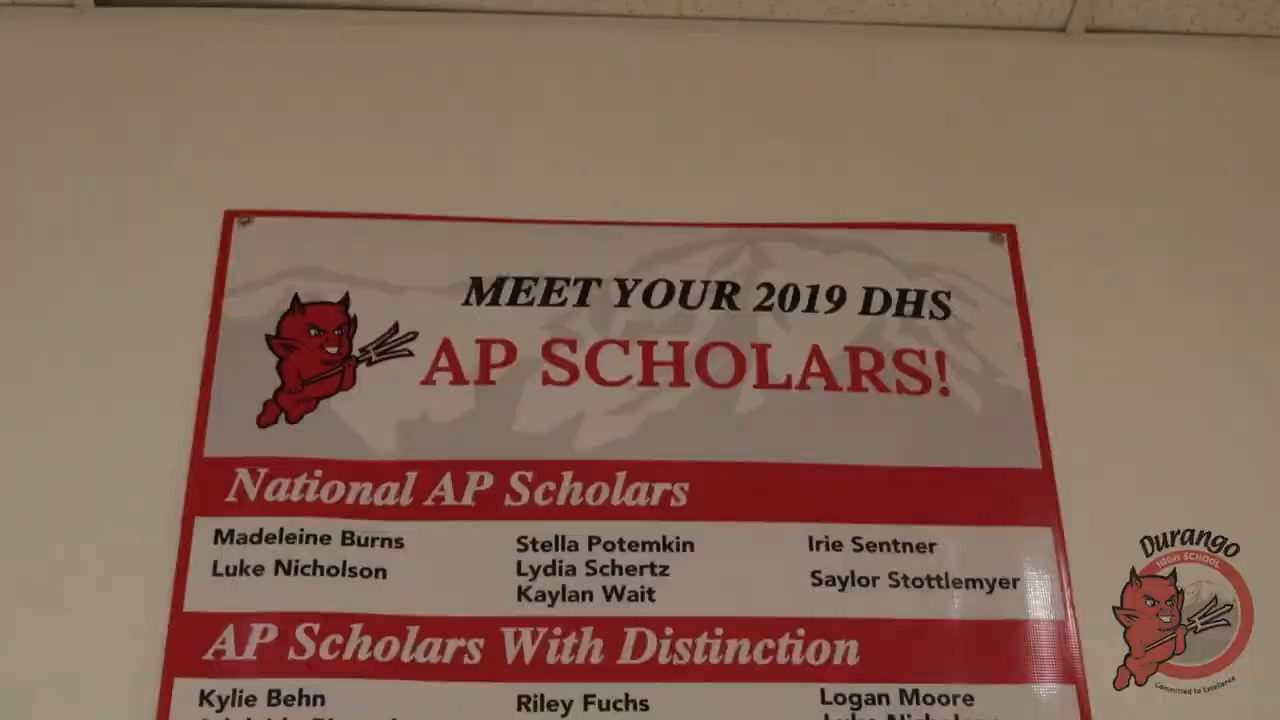 MEET YOUR 2019 DHS
AP SCHOLARS!
National AP Scholars
Madeleine Burns Stella Potemkin Irie Sentner
Luke Nicholson Lydia Schertz Saylor Stottlemyer
Kaylan Wait
AP Scholars With Distinction
Kylie Behn Riley Fuchs Logan Moore
Durango
HIGH SCHOOL
Committed to Excellence